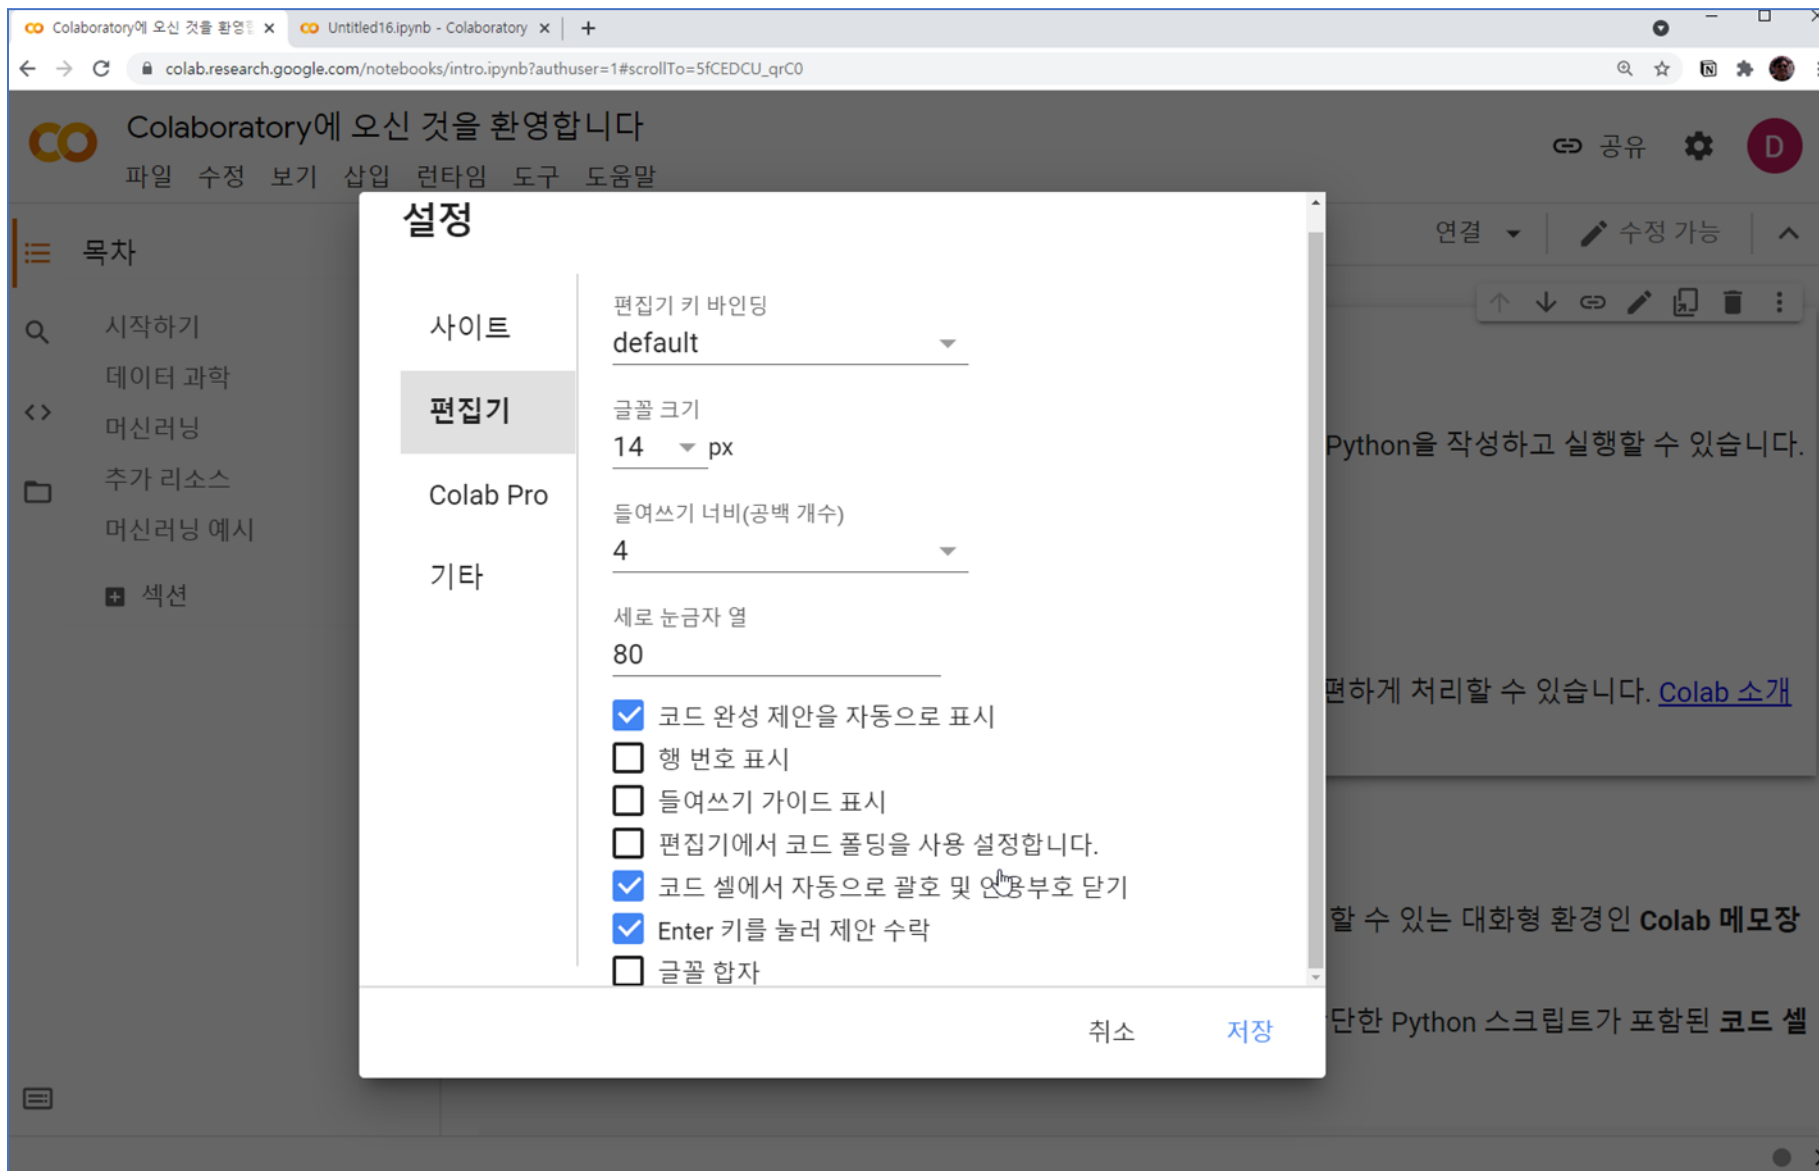 Colaboratory에 오신 것을 환영
Untitled16.ipynb - Colaboratory
colab.research.google.com/notebooks/intro.ipynb?authuser=1#scrollTo=5fCEDCU_qrC0
Colaboratory에 오신 것을 환영합니다
공유
D
파일 수정 보기 삽입 런타임 도구 도움말
목차
연결
수정 가능
시작하기
데이터 과학
머신러닝
추가 리소스
머신러닝 예시
섹션
설정
사이트
편집기
Colab Pro
기타
편집기 키 바인딩
default
글꼴 크기
14 px
들여쓰기 너비(공백 개수)
4
세로 눈금자 열
80
코드 완성 제안을 자동으로 표시
행 번호 표시
들여쓰기 가이드 표시
편집기에서 코드 폴딩을 사용 설정합니다.
코드 셀에서 자동으로 괄호 및 인용부호 닫기
Enter 키를 눌러 제안 수락
글꼴 합자
취소
저장
Python을 작성하고 실행할 수 있습니다.
편하게 처리할 수 있습니다. Colab 소개
할 수 있는 대화형 환경인 Colab 메모장
단한 Python 스크립트가 포함된 코드 셀